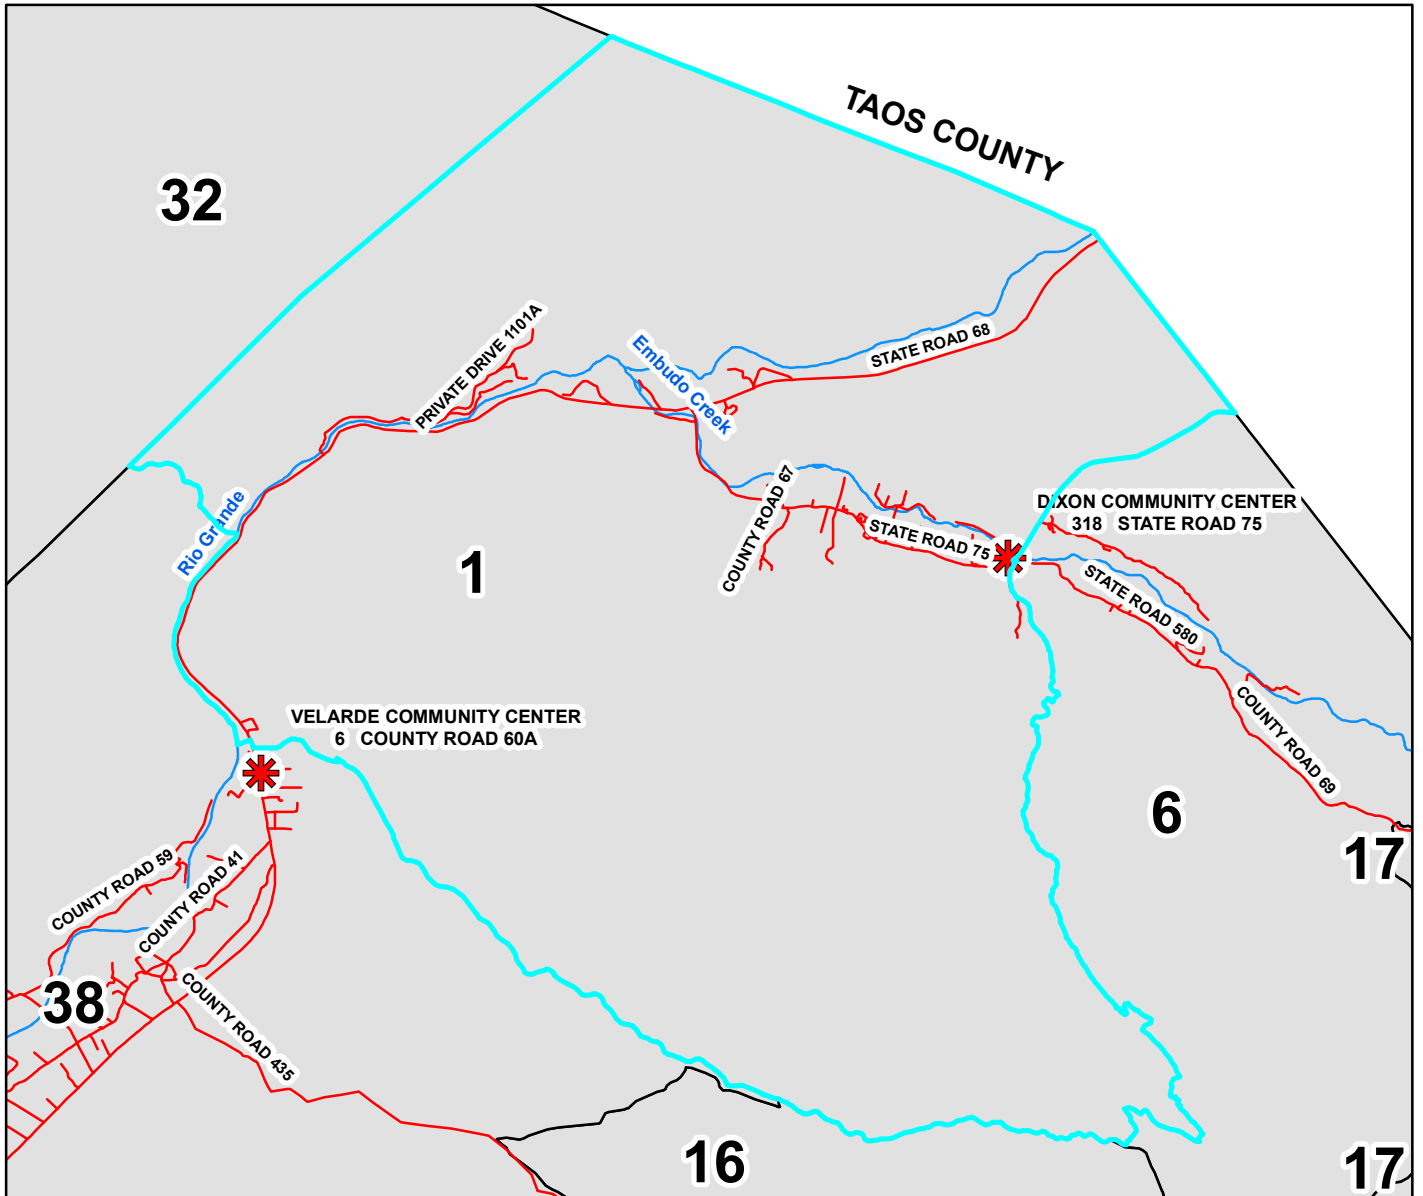 TAOS COUNTY
32
PRIVATE DRIVE 1101A
Embudo Creek
STATE ROAD 68
Rio Grande
COUNTY ROAD 67
DIXON COMMUNITY CENTER
318 STATE ROAD 75
STATE ROAD 75
1
STATE ROAD 580
VELARDE COMMUNITY CENTER
6 COUNTY ROAD 60A
COUNTY ROAD 69
6
17
COUNTY ROAD 59
COUNTY ROAD 41
38
COUNTY ROAD 435
16
17